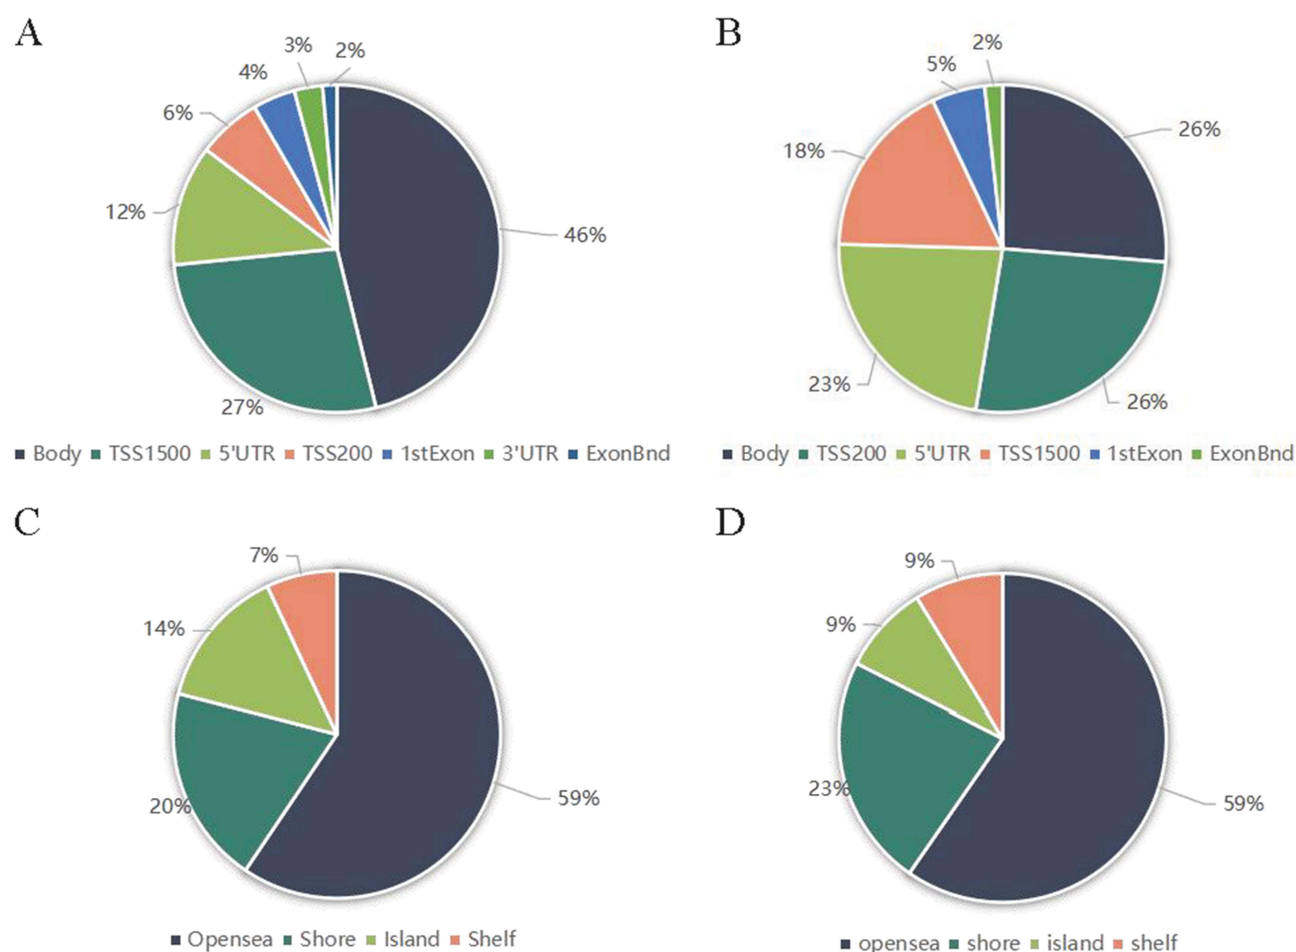 A
3%
2%
4%
6%
12%
46%
27%
Body TSS1500 5'UTR TSS200 1stExon 3'UTR ExonBnd
B
2%
5%
26%
18%
23%
26%
Body TSS200 5'UTR TSS1500 1stExon ExonBnd
C
7%
14%
59%
20%
Opensea Shore Island Shelf
D
9%
9%
23%
59%
opensea shore island shelf